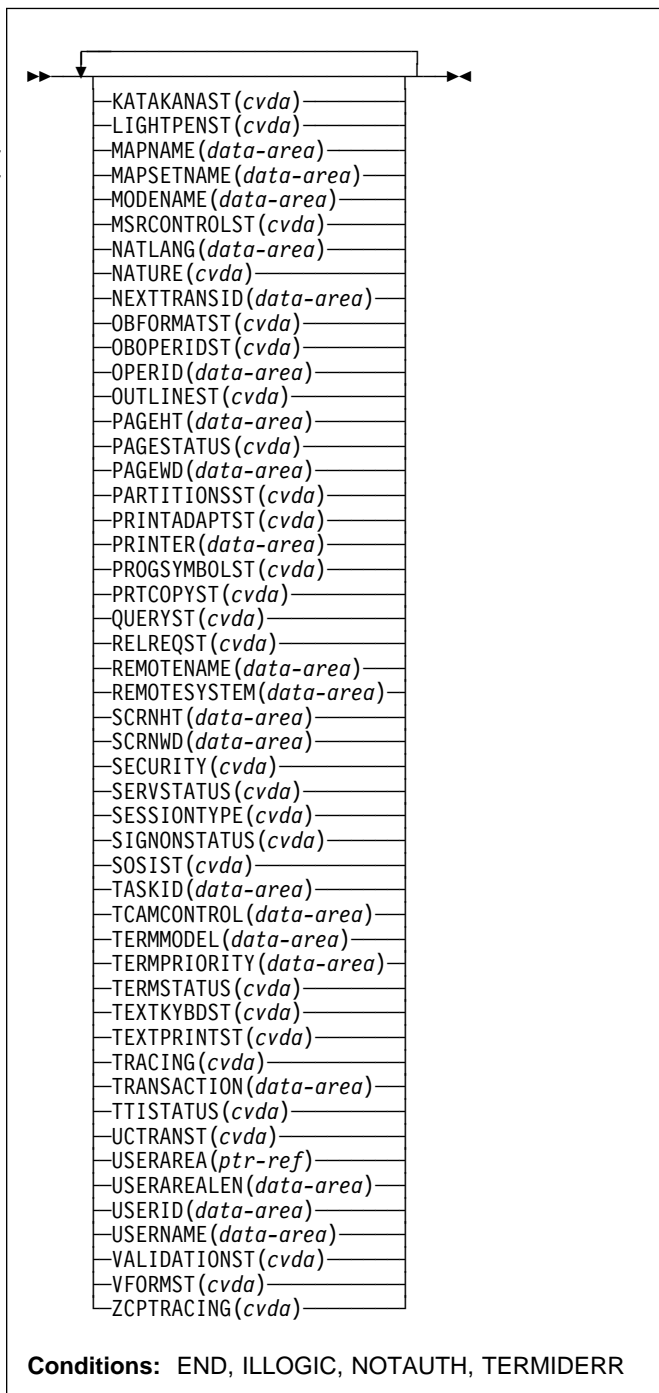 KATAKANAST(cvda)
LIGHTPENST(cvda)
MAPNAME(data-area)
MAPSETNAME(data-area)
MODENAME(data-area)
MSRCONTROLST(cvda)
NATLANG(data-area)
NATURE(cvda)
NEXTTRANSID(data-area)
OBFORMATST(cvda)
OBOPERIDST(cvda)
OPERID(data-area)
OUTLINEST(cvda)
PAGEHT(data-area)
PAGESTATUS(cvda)
PAGEWD(data-area)
PARTITIONSST(cvda)
PRINTADAPTST(cvda)
PRINTER(data-area)
PROGSYMBOLST(cvda)
PRTCOPYST(cvda)
QUERYST(cvda)
RELREQST(cvda)
REMOTENAME(data-area)
REMOTESYSTEM(data-area)
SCRNHT(data-area)
SCRNWD(data-area)
SECURITY(cvda)
SERVSTATUS(cvda)
SESSIONTYPE(cvda)
SIGNONSTATUS(cvda)
SOSIST(cvda)
TASKID(data-area)
TCAMCONTROL(data-area)
TERMMODEL(data-area)
TERMPRIORITY(data-area)
TERMSTATUS(cvda)
TEXTKYBDST(cvda)
TEXTPRINTST(cvda)
TRACING(cvda)
TRANSACTION(data-area)
TTISTATUS(cvda)
UCTRANST(cvda)
USERAREA(ptr-ref)
USERAREALEN(data-area)
USERID(data-area)
USERNAME(data-area)
VALIDATIONST(cvda)
VFORMST(cvda)
ZCPTRACING(cvda)
Conditions: END, ILLOGIC, NOTAUTH, TERMIDERR